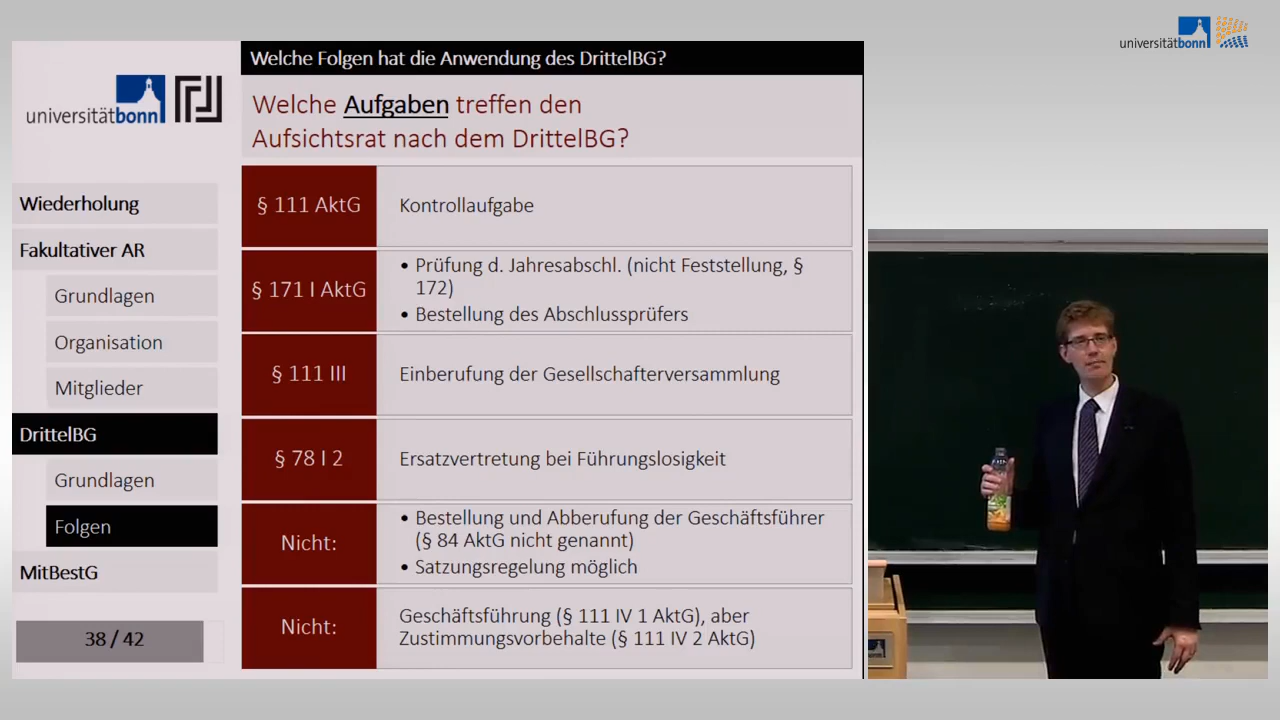 universitätbonn
Welche Folgen hat die Anwendung des DrittelBG?
universitätbonn
Welche Aufgaben treffen den
Aufsichtsrat nach dem DrittelBG?
Wiederholung
Fakultativer AR
Grundlagen
Organisation
Mitglieder
DrittelBG
Grundlagen
Folgen
MitBestG
38 / 42
§ 111 AktG
Kontrollaufgabe
§ 171 I AktG
• Prüfung d. Jahresabschl. (nicht Feststellung, §
172)
• Bestellung des Abschlussprüfers
§ 111 III
Einberufung der Gesellschafterversammlung
§ 78 I 2
Ersatzvertretung bei Führungslosigkeit
Nicht:
• Bestellung und Abberufung der Geschäftsführer
(§ 84 AktG nicht genannt)
• Satzungsregelung möglich
Nicht:
Geschäftsführung (§ 111 IV 1 AktG), aber
Zustimmungsvorbehalte (§ 111 IV 2 AktG)